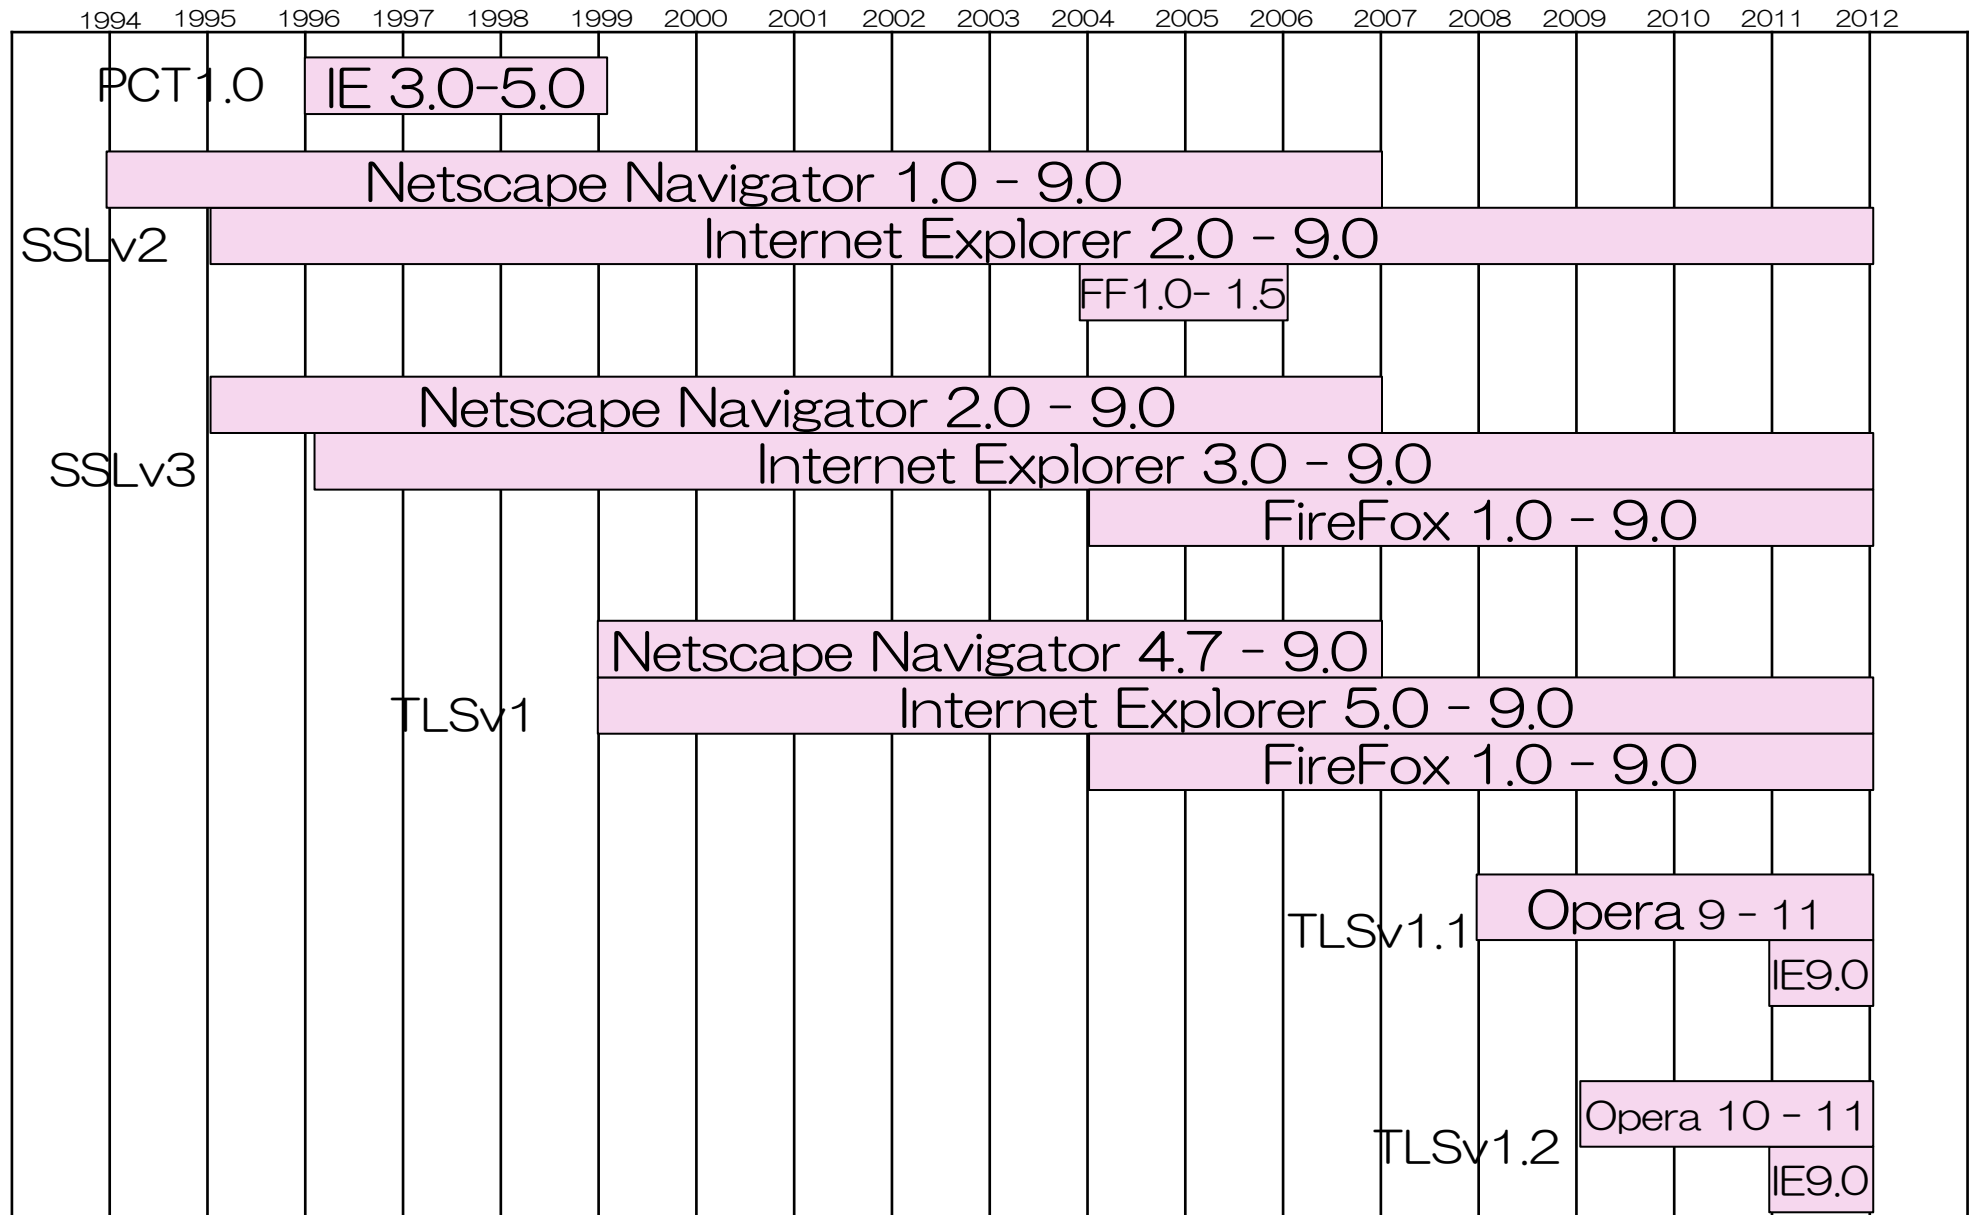 1994 1995 1996 1997 1998 1999 2000 2001 2002 2003 2004 2005 2006 2007 2008 2009 2010 2011 2012
PCT1.0
IE 3.0-5.0
Netscape Navigator 1.0 - 9.0
SSLv2
Internet Explorer 2.0 - 9.0
FF1.0- 1.5
Netscape Navigator 2.0 - 9.0
SSLv3
Internet Explorer 3.0 - 9.0
FireFox 1.0 - 9.0
Netscape Navigator 4.7 - 9.0
TLSv1
Internet Explorer 5.0 - 9.0
FireFox 1.0 - 9.0
TLSv1.1
Opera 9 - 11
IE9.0
TLSv1.2
Opera 10 - 11
IE9.0